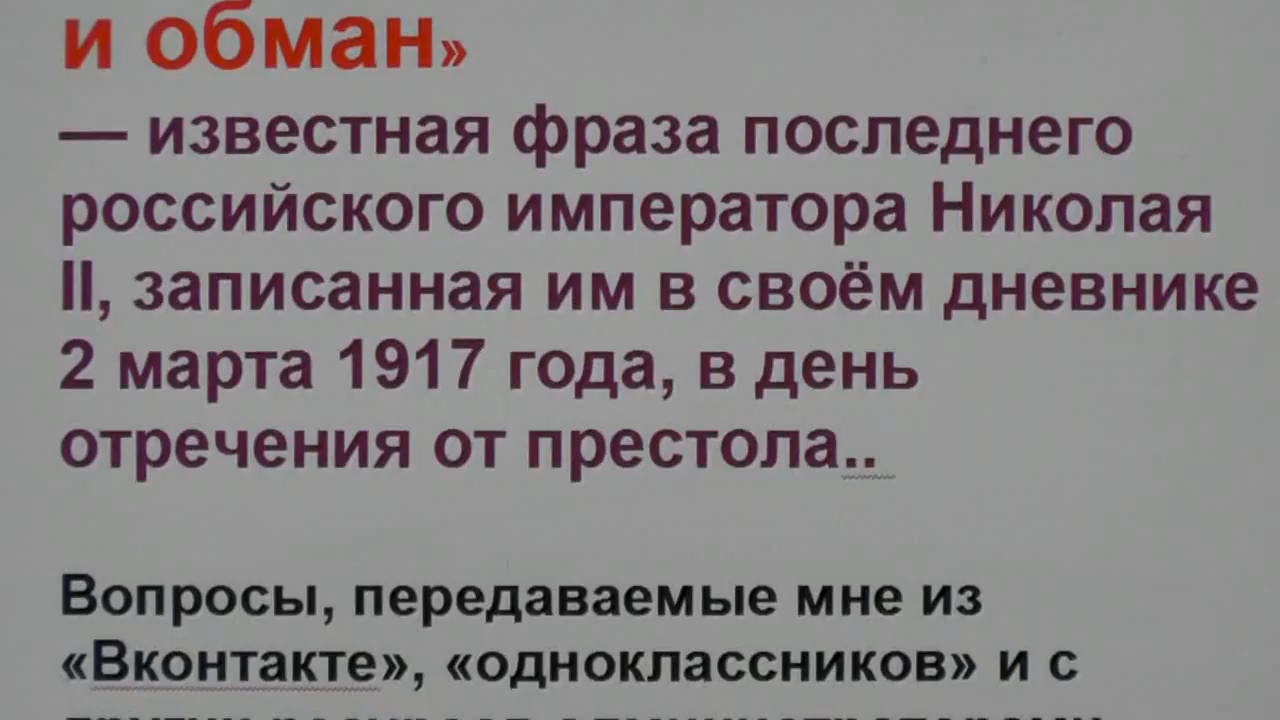 и обман»
— известная фраза последнего
российского императора Николая
II, записанная им в своём дневнике
2 марта 1917 года, в день
отречения от престола..
Вопросы, передаваемые мне из
«Вконтакте», «одноклассников» и с